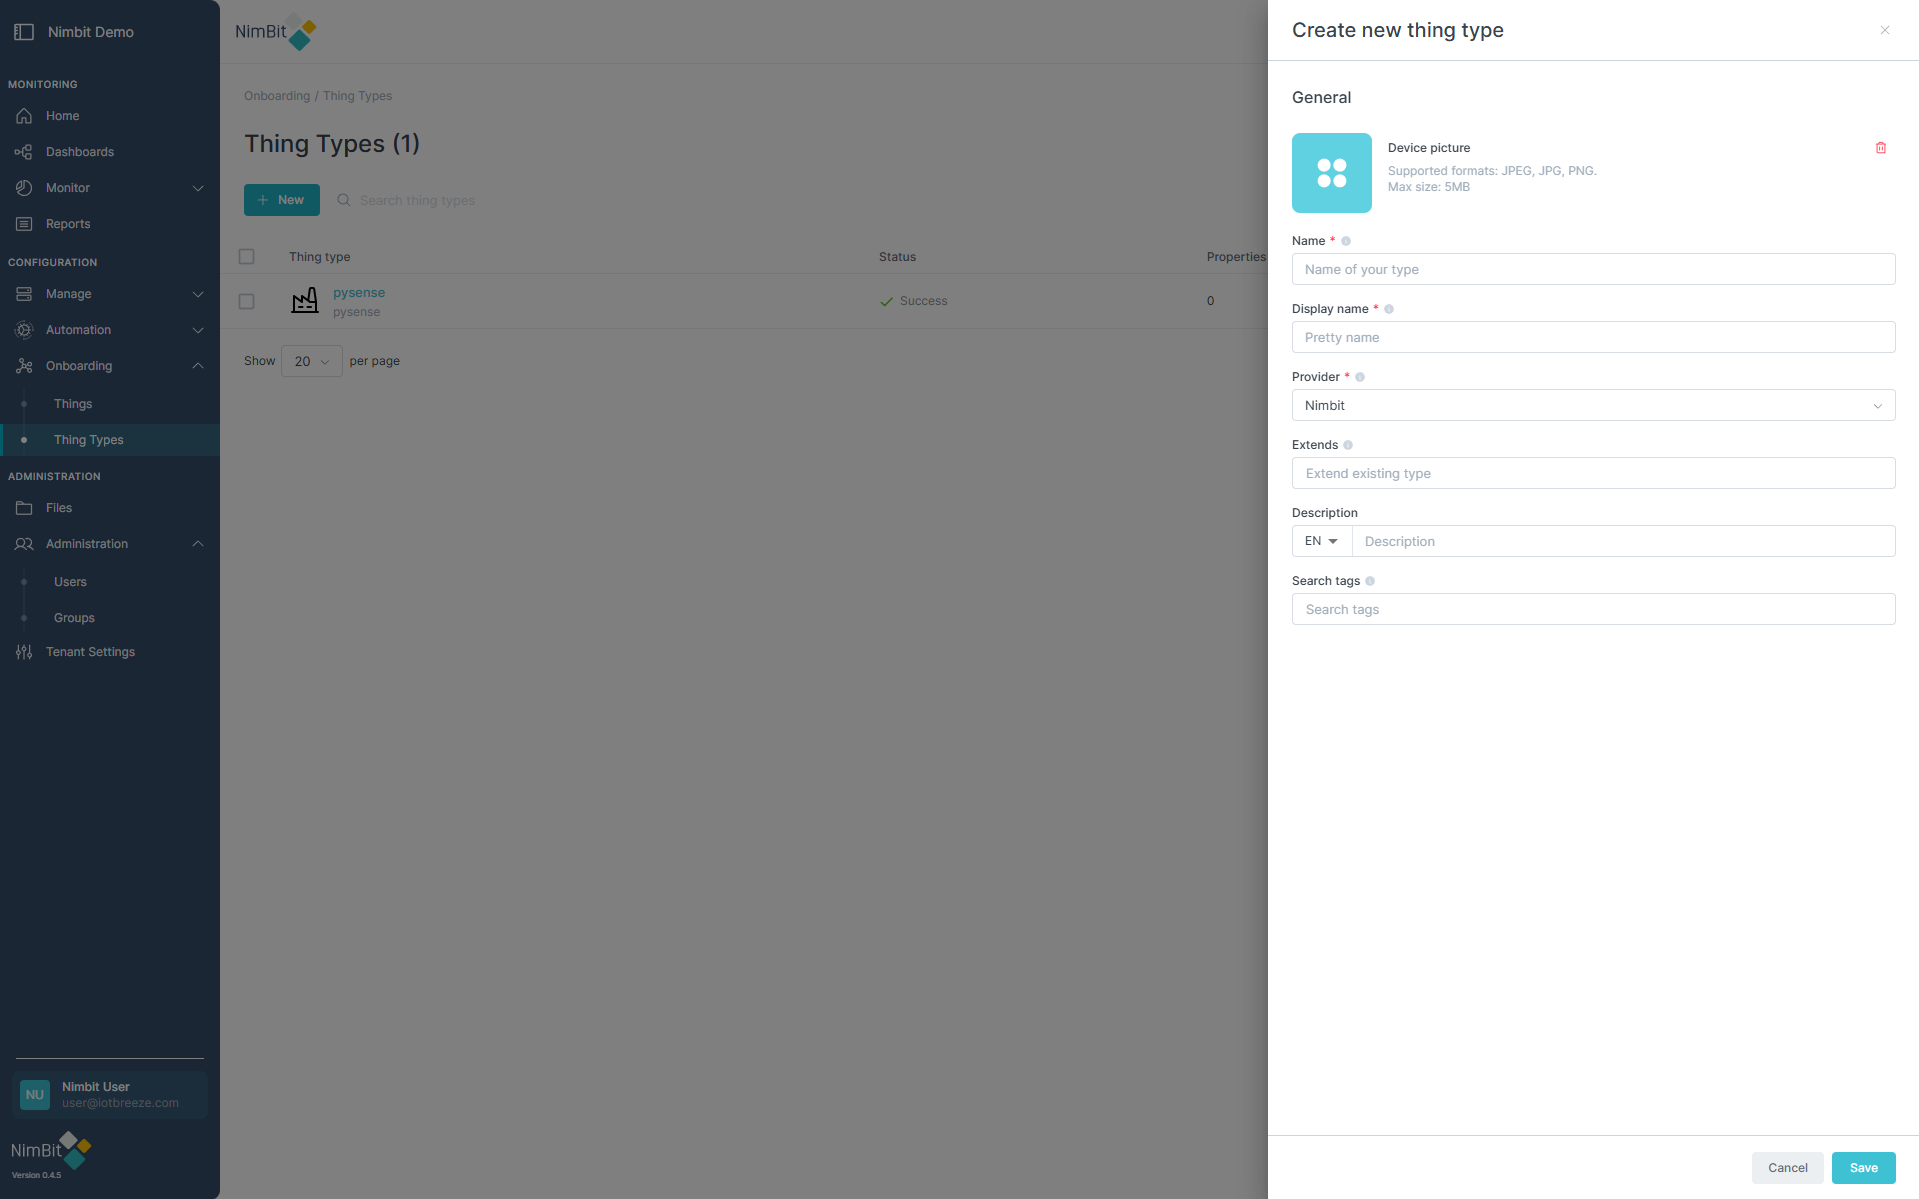 Nimbit Demo
MONITORING
Home
Dashboards
Monitor
Reports
CONFIGURATION
Manage
Automation
Onboarding
Things
Thing Types
ADMINISTRATION
Files
Administration
Users
Groups
Tenant Settings
NU
Nimbit User
user@iotbreeze.com
NimBit
Version 0.4.5
NimBit
Onboarding / Thing Types
Thing Types (1)
New
Search thing types
Thing type Status Properties
pysense
pysense
Success
0
Show 20 per page
Create new thing type
General
Device picture
Supported formats: JPEG, JPG, PNG.
Max size: 5MB
Name *
Name of your type
Display name *
Pretty name
Provider *
Nimbit
Extends
Extend existing type
Description
EN Description
Search tags
Search tags
Cancel Save